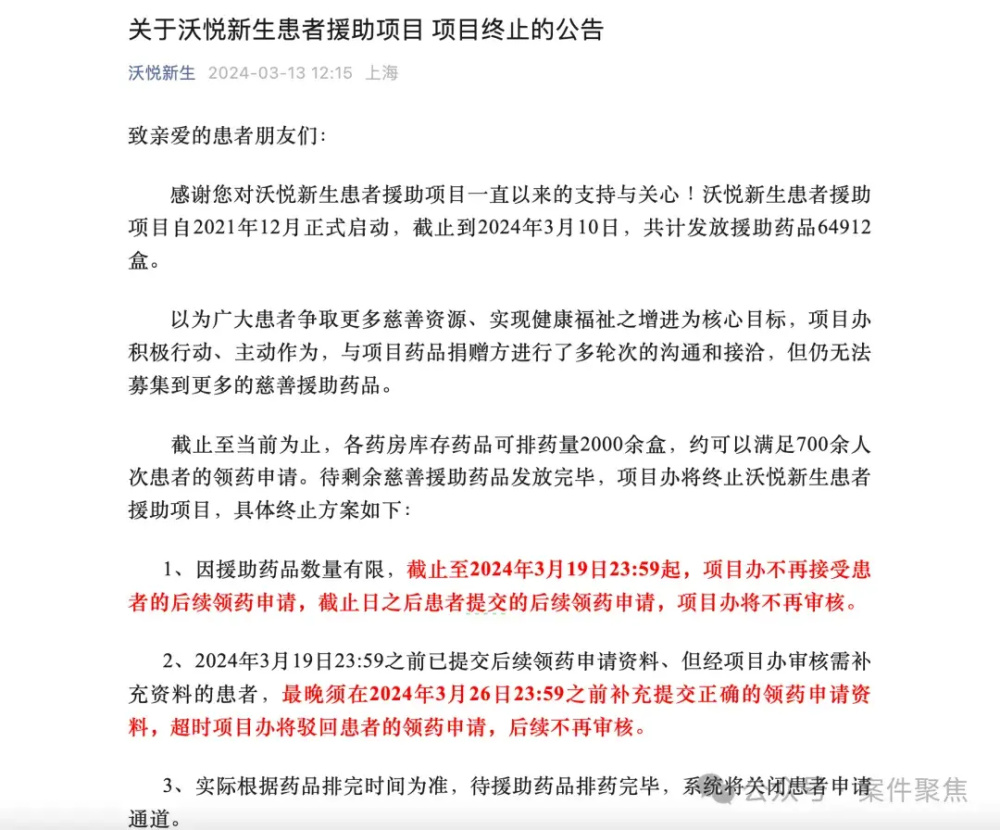 关于沃悦新生患者援助项目 项目终止的公告
沃悦新生 2024-03-13 12:15 上海
致亲爱的患者朋友们：
感谢您对沃悦新生患者援助项目一直以来的支持与关心！沃悦新生患者援助
项目自2021年12月正式启动，截止到2024年3月10日，共计发放援助药品64912
盒。
以为广大患者争取更多慈善资源、实现健康福祉之增进为核心目标，项目办
积极行动、主动作为，与项目药品捐赠方进行了多轮次的沟通和接洽，但仍无法
募集到更多的慈善援助药品。
截止至当前为止，各药房库存药品可排药量2000余盒，约可以满足700余人
次患者的领药申请。待剩余慈善援助药品发放完毕，项目办将终止沃悦新生患者
援助项目，具体终止方案如下：
1、因援助药品数量有限，截止至2024年3月19日23:59起，项目办不再接受患
者的后续领药申请，截止日之后患者提交的后续领药申请，项目办将不再审核。
2、2024年3月19日23:59之前已提交后续领药申请资料、但经项目办审核需补
充资料的患者，最晚须在2024年3月26日23:59之前补充提交正确的领药申请资
料，超时项目办将驳回患者的领药申请，后续不再审核。
3、实际根据药品排完时间为准，待援助药品排药完毕，系统将关闭患者申请
通道。
公众号 案件聚焦